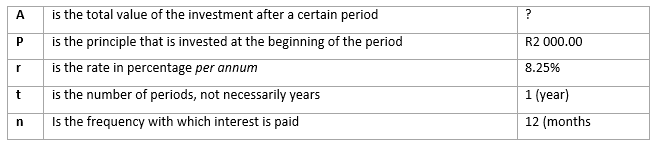 A is the total value of the investment after a certain period ?
P is the principle that is invested at the beginning of the period R2 000.00
r is the rate in percentage per annum 8.25%
t is the number of periods, not necessarily years 1 (year)
n Is the frequency with which interest is paid 12 (months